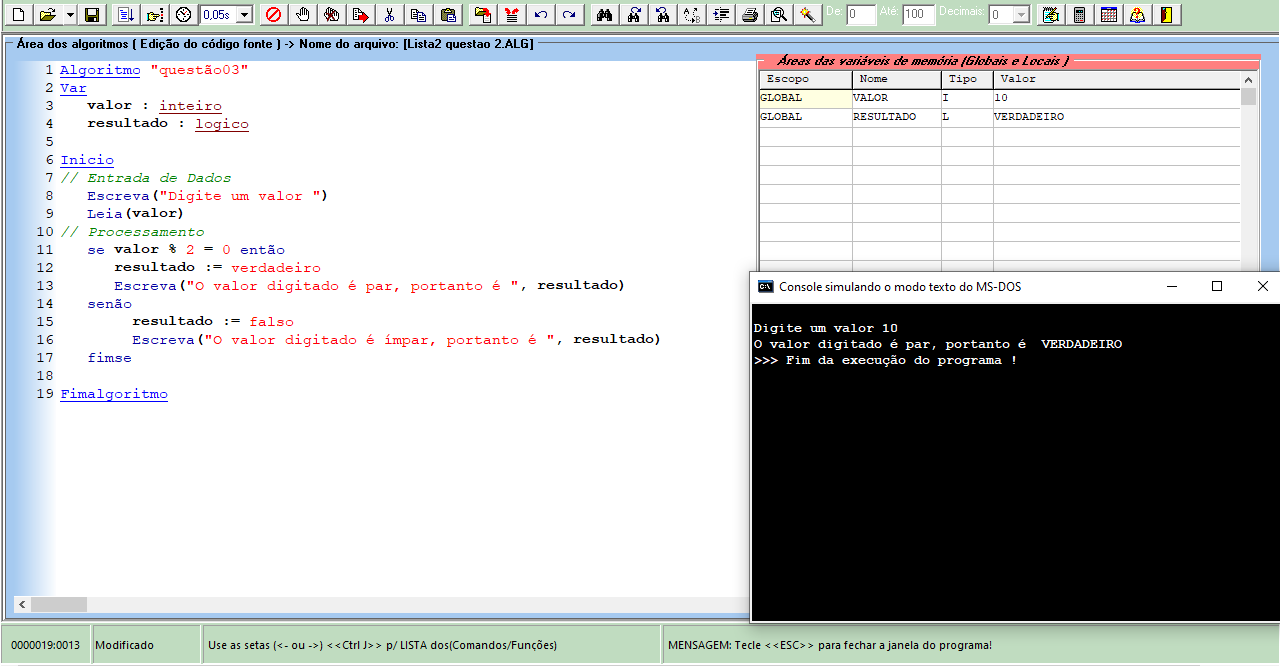 0,05s
De: 0 Até: 100 Decimais: 0
Área dos algoritmos ( Edição do código fonte ) -> Nome do arquivo: [Lista2 questao 2.ALG]
1 Algoritmo "questão03"
2 Var
3 valor : inteiro
4 resultado : logico
5
6 Inicio
7 // Entrada de Dados
8 Escreva("Digite um valor ")
9 Leia(valor)
10 // Processamento
11 se valor % 2 = 0 então
12 resultado := verdadeiro
13 Escreva("O valor digitado é par, portanto é ", resultado)
14 senão
15 resultado := falso
16 Escreva("O valor digitado é ímpar, portanto é ", resultado)
17 fimse
18
19 Fimalgoritmo
Áreas das variáveis de memória (Globais e Locais )
Escopo Nome Tipo Valor
GLOBAL VALOR I 10
GLOBAL RESULTADO L VERDADEIRO
Console simulando o modo texto do MS-DOS
Digite um valor 10
O valor digitado é par, portanto é  VERDADEIRO
>>> Fim da execução do programa !
0000019:0013 Modificado Use as setas (<- ou ->) <<Ctrl J>> p/ LISTA dos(Comandos/Funções) MENSAGEM: Tecle <<ESC>> para fechar a janela do programa!